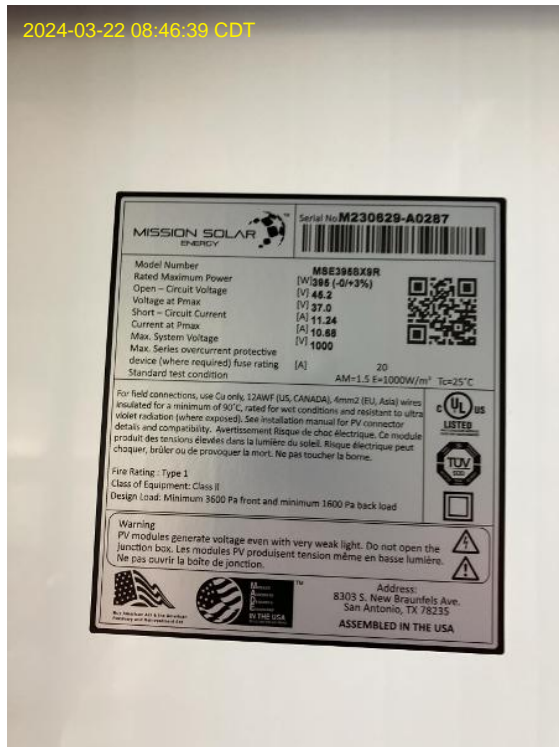 2024-03-22 08:46:39 CDT
MISSION SOLAR
ENERGY
™
Serial No M230629-A0287
Model Number MSE395SX9R
Rated Maximum Power [W] 395 (-0/+3%)
Open – Circuit Voltage [V] 45.2
Voltage at Pmax [V] 37.0
Short – Circuit Current [A] 11.24
Current at Pmax [A] 10.68
Max. System Voltage [V] 1000
Max. Series overcurrent protective
device (where required) fuse rating [A] 20
Standard test condition AM=1.5 E=1000W/m² Tc=25˚C
For field connections, use Cu only, 12AWF (US, CANADA), 4mm2 (EU, Asia) wires
insulated for a minimum of 90˚C, rated for wet conditions and resistant to ultra
violet radiation (where exposed). See installation manual for PV connector
details and compatibility. Avertissement Risque de choc électrique. Ce module
produit des tensions élevées dans la lumière du soleil. Risque électrique peut
choquer, brûler ou de provoquer la mort. Ne pas toucher la borne.
C UL US
LISTED
TÜV
Fire Rating : Type 1
Class of Equipment: Class II
Design Load: Minimum 3600 Pa front and minimum 1600 Pa back load
Warning
PV modules generate voltage even with very weak light. Do not open the
junction box. Les modules PV produisent tension même en basse lumière.
Ne pas ouvrir la boîte de jonction.
IN THE USA
™
Address:
8303 S. New Braunfels Ave.
San Antonio, TX 78235
ASSEMBLED IN THE USA